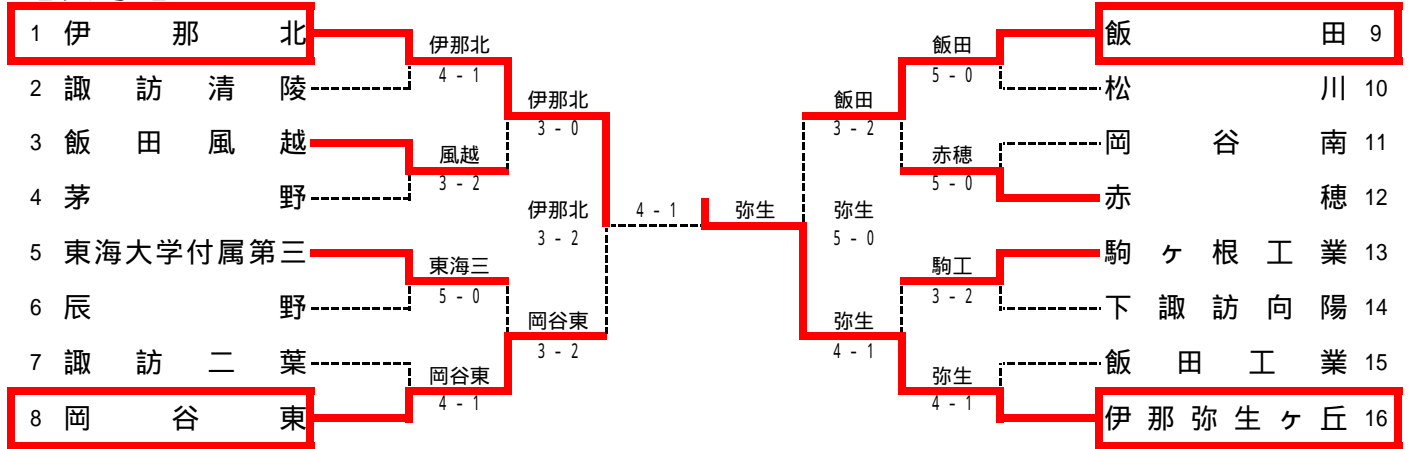 1 伊那北
2 諏訪清陵
3 飯田風越
4 茅野
5 東海大学付属第三
6 辰野
7 諏訪二葉
8 岡谷東
伊那北
4 - 1
風越
3 - 2
東海三
5 - 0
岡谷東
4 - 1
伊那北
3 - 0
岡谷東
3 - 2
伊那北
3 - 2
4 - 1
弥生
弥生
5 - 0
飯田
3 - 2
弥生
4 - 1
飯田
5 - 0
赤穂
5 - 0
駒工
3 - 2
弥生
4 - 1
飯田 9
松川 10
岡谷南 11
赤穂 12
駒ヶ根工業 13
下諏訪向陽 14
飯田工業 15
伊那弥生ヶ丘 16